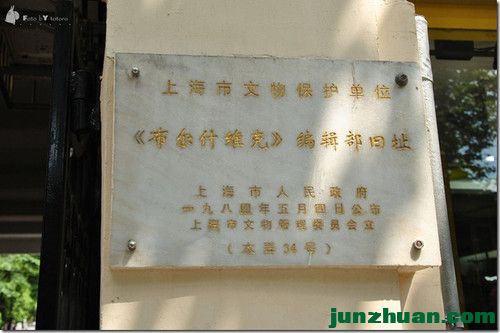 Foto by Y totoro
上海市文物保护单位
《布尔什维克》编辑部旧址
上海市人民政府
一九八四年五月四日公布
上海市文物管理委员会立
(本器34号)
junzhuan.com